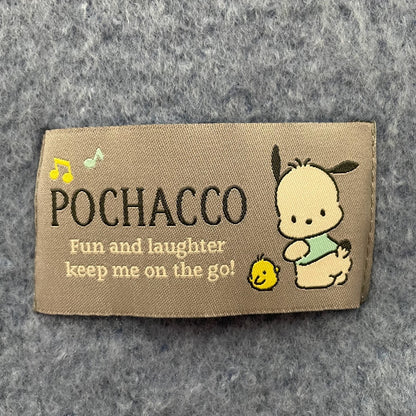 POCHACCO
Fun and laughter
keep me on the go!